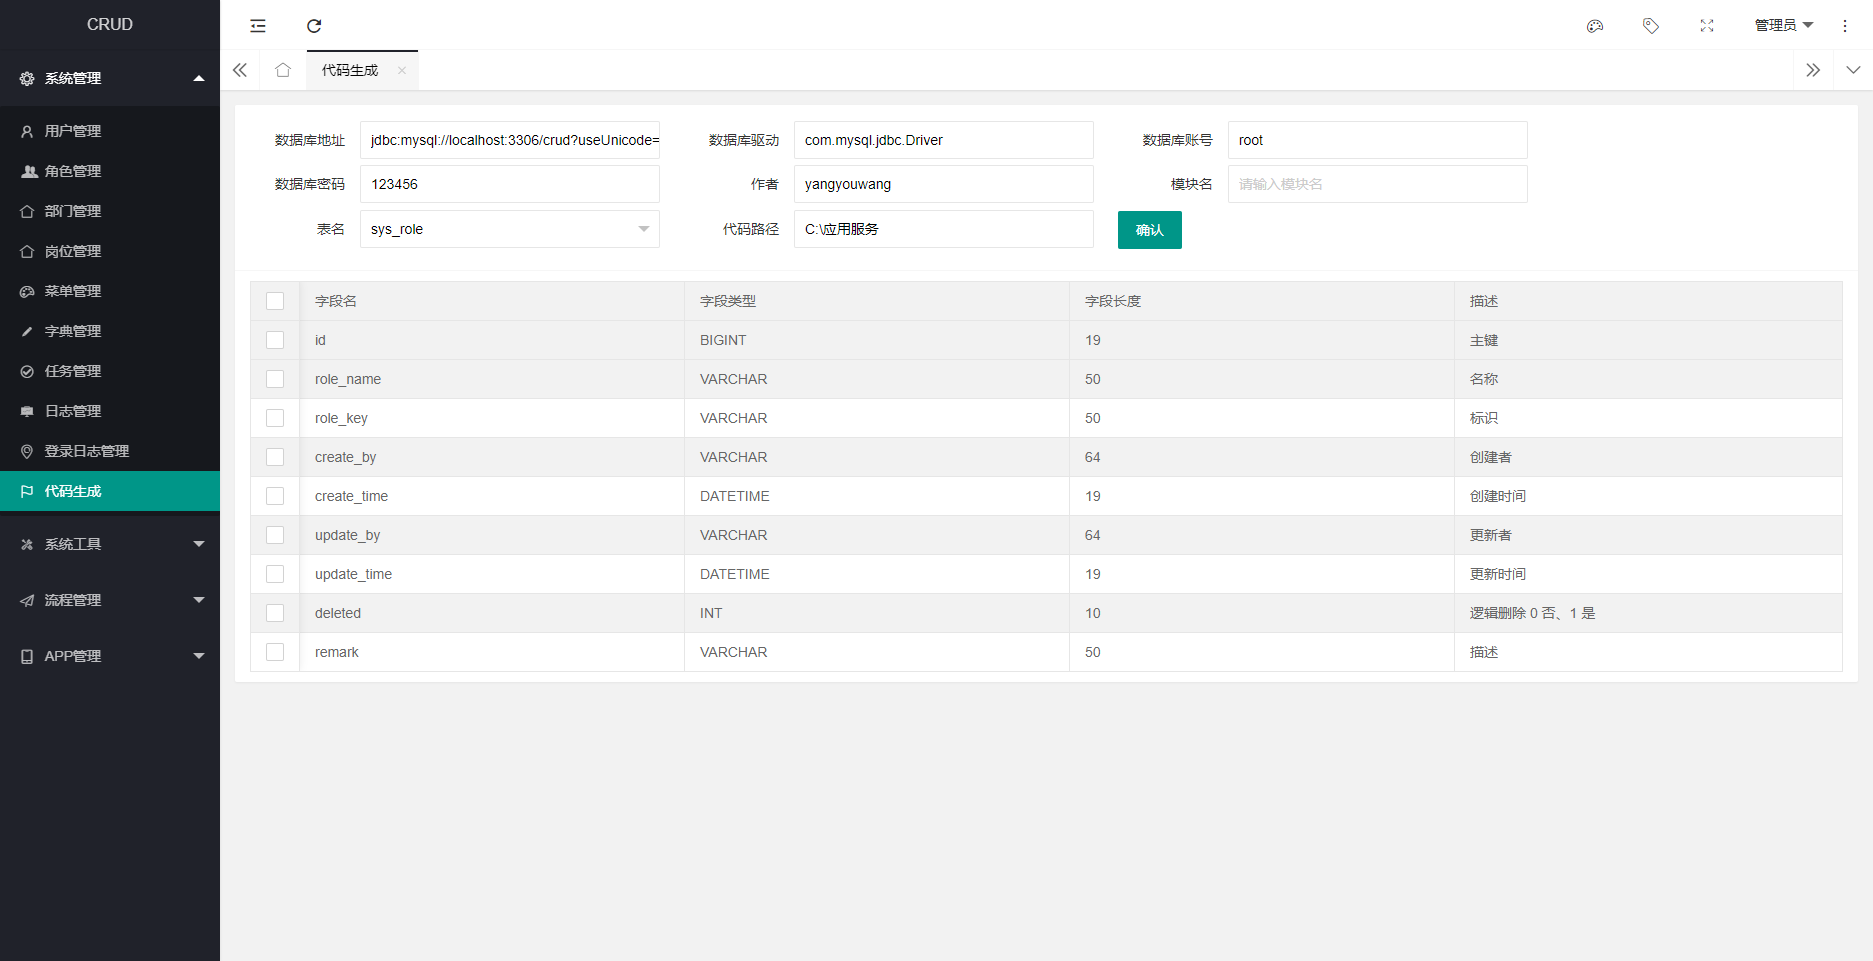 CRUD
管理员
系统管理
用户管理
角色管理
部门管理
岗位管理
菜单管理
字典管理
任务管理
日志管理
登录日志管理
代码生成
系统工具
流程管理
APP管理
代码生成
数据库地址 jdbc:mysql://localhost:3306/crud?useUnicode= 数据库驱动 com.mysql.jdbc.Driver 数据库账号 root
数据库密码 123456 作者 yangyouwang 模块名 请输入模块名
表名 sys_role 代码路径 C:\应用服务 确认
字段名 字段类型 字段长度 描述
id BIGINT 19 主键
role_name VARCHAR 50 名称
role_key VARCHAR 50 标识
create_by VARCHAR 64 创建者
create_time DATETIME 19 创建时间
update_by VARCHAR 64 更新者
update_time DATETIME 19 更新时间
deleted INT 10 逻辑删除 0 否、1 是
remark VARCHAR 50 描述